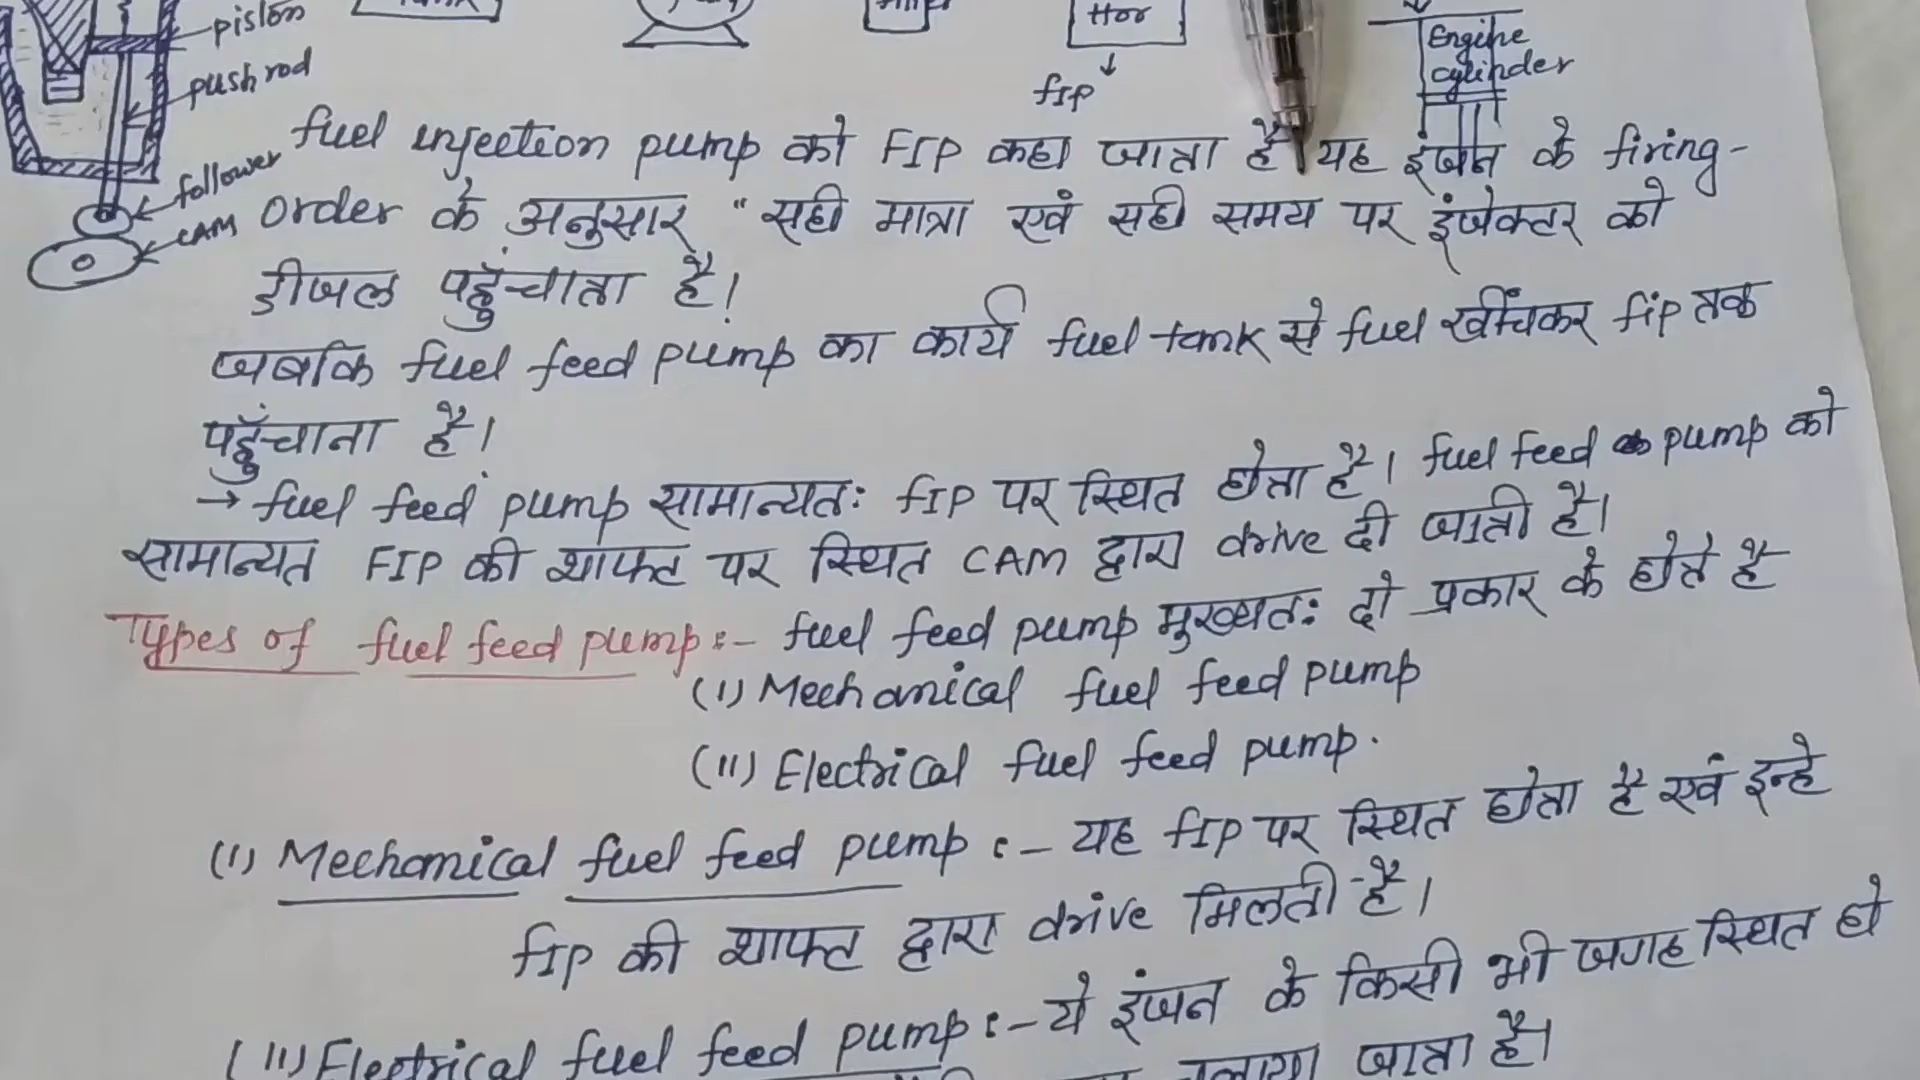 piston
push rod
follower
CAM
fip
Engine
cylinder
fuel injection pump को FIP कहा जाता है यह इंजन के firing-
order के अनुसार "सही मात्रा एवं सही समय पर इंजेक्टर को
डीजल पहुँचाता है।
जबकि fuel feed pump का कार्य fuel tank से fuel खींचकर fip तक
पहुँचाना है।
→ fuel feed pump सामान्यतः FIP पर स्थित होता है। fuel feed pump को
सामान्यत FIP की शाफ्ट पर स्थित CAM द्वारा drive दी जाती है।
Types of fuel feed pump:- fuel feed pump मुख्यतः दो प्रकार के होते है
(I) Mechanical fuel feed pump
(II) Electrical fuel feed pump.
(I) Mechanical fuel feed pump :- यह FIP पर स्थित होता है एवं इन्हे
FIP की शाफ्ट द्वारा drive मिलती है।
(II) Electrical fuel feed pump :- ये इंजन के किसी भी जगह स्थित हो
जाता है।